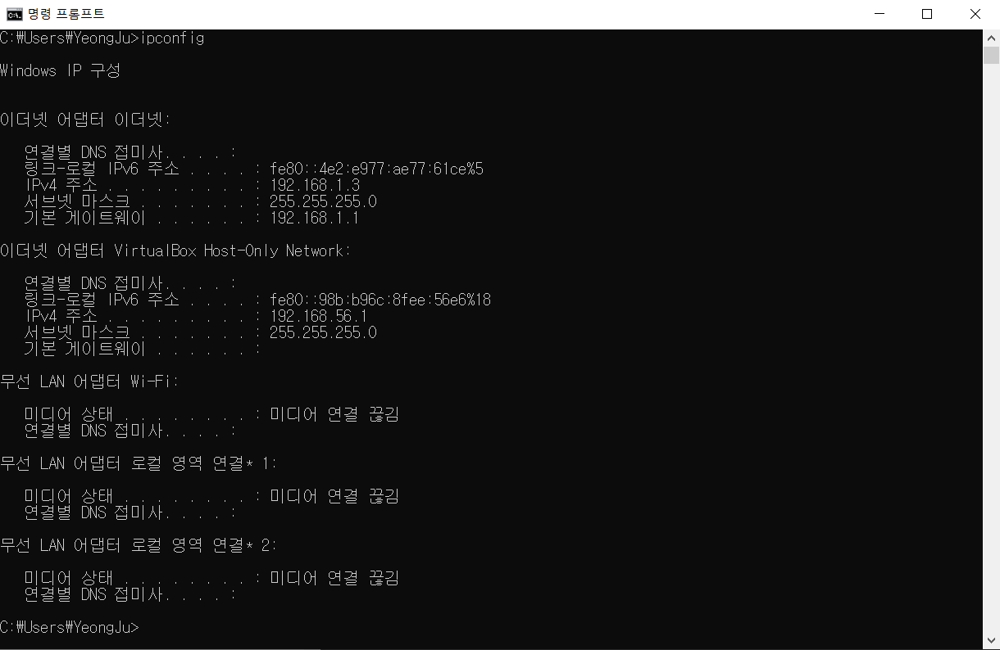 명령 프롬프트
C:₩Users₩YeongJu>ipconfig
Windows IP 구성
이더넷 어댑터 이더넷:
연결별 DNS 접미사. . . . :
링크-로컬 IPv6 주소 . . . . : fe80::4e2:e977:ae77:61ce%5
IPv4 주소 . . . . . . . . . : 192.168.1.3
서브넷 마스크 . . . . . . . : 255.255.255.0
기본 게이트웨이 . . . . . . : 192.168.1.1
이더넷 어댑터 VirtualBox Host-Only Network:
연결별 DNS 접미사. . . . :
링크-로컬 IPv6 주소 . . . . : fe80::98b:b96c:8fee:56e6%18
IPv4 주소 . . . . . . . . . : 192.168.56.1
서브넷 마스크 . . . . . . . : 255.255.255.0
기본 게이트웨이 . . . . . . :
무선 LAN 어댑터 Wi-Fi:
미디어 상태 . . . . . . . . : 미디어 연결 끊김
연결별 DNS 접미사. . . . :
무선 LAN 어댑터 로컬 영역 연결* 1:
미디어 상태 . . . . . . . . : 미디어 연결 끊김
연결별 DNS 접미사. . . . :
무선 LAN 어댑터 로컬 영역 연결* 2:
미디어 상태 . . . . . . . . : 미디어 연결 끊김
연결별 DNS 접미사. . . . :
C:₩Users₩YeongJu>